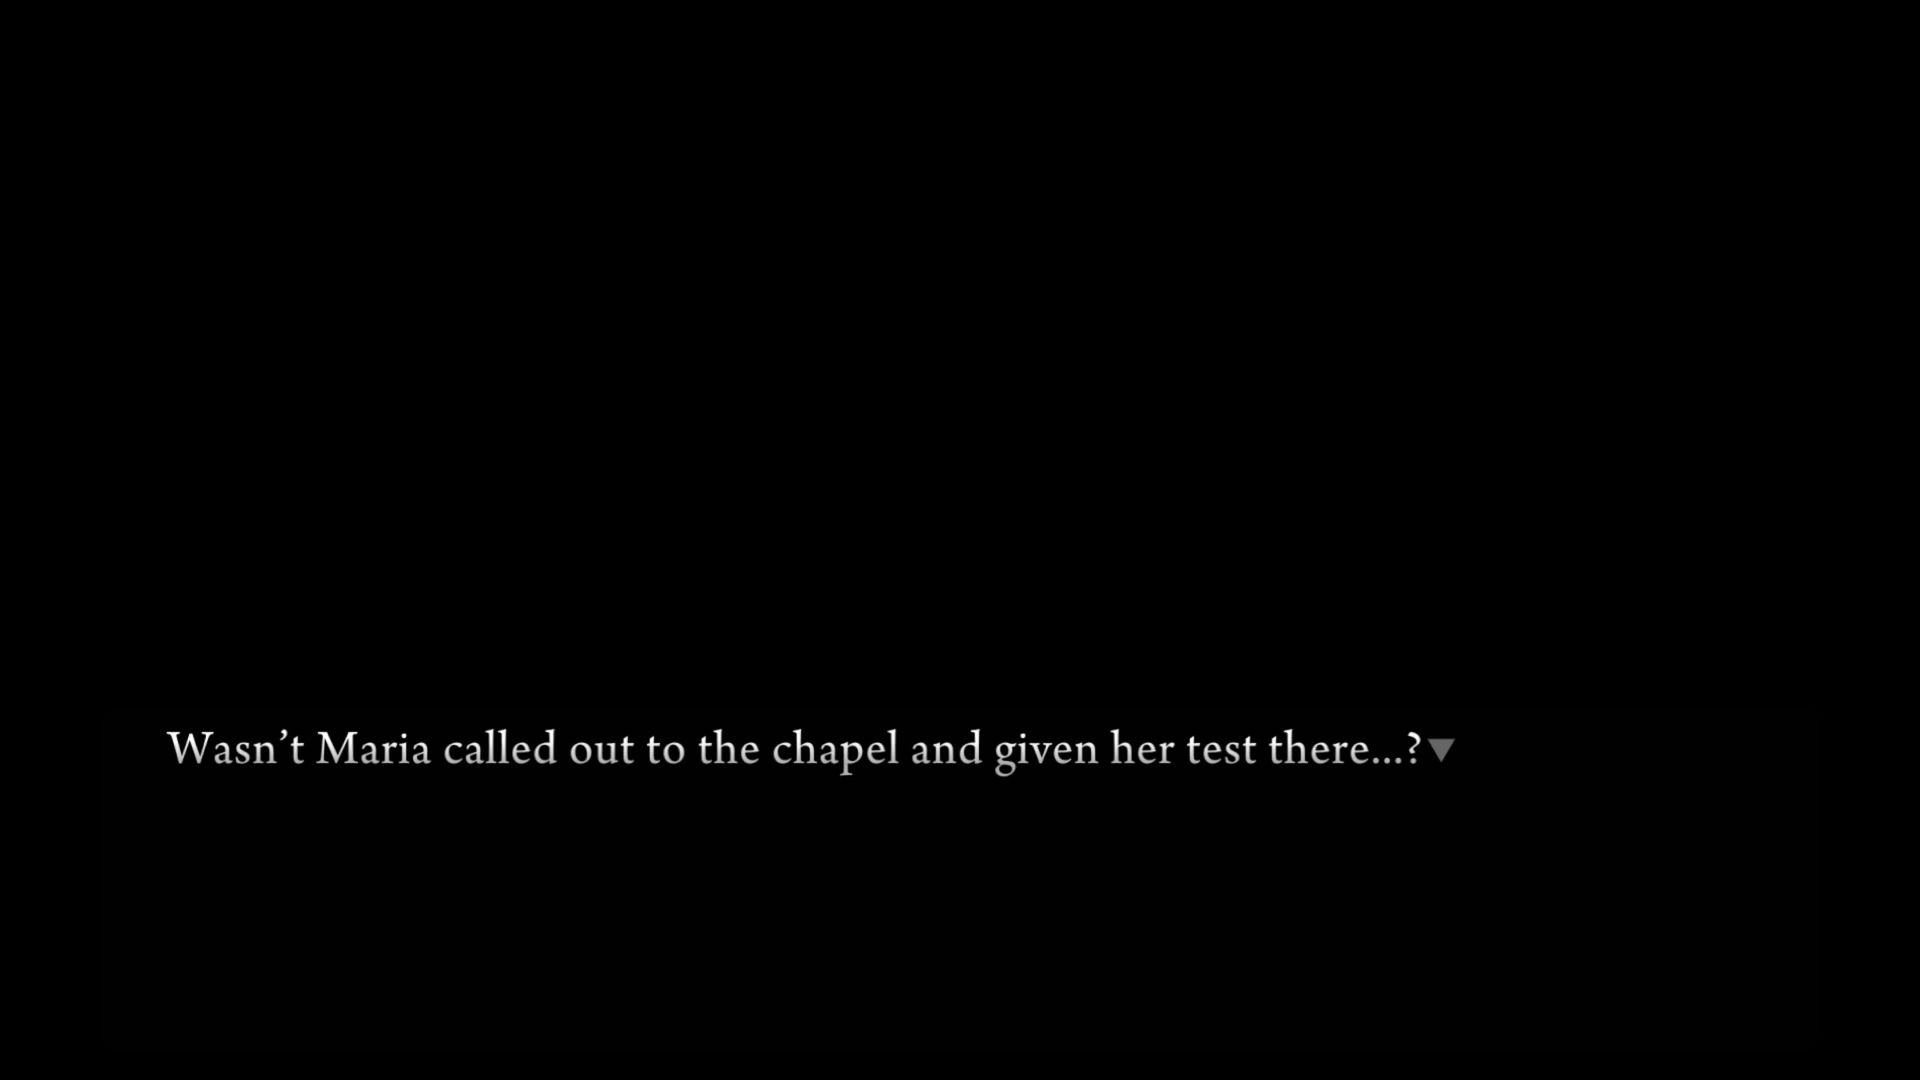 Wasn’t Maria called out to the chapel and given her test there...?